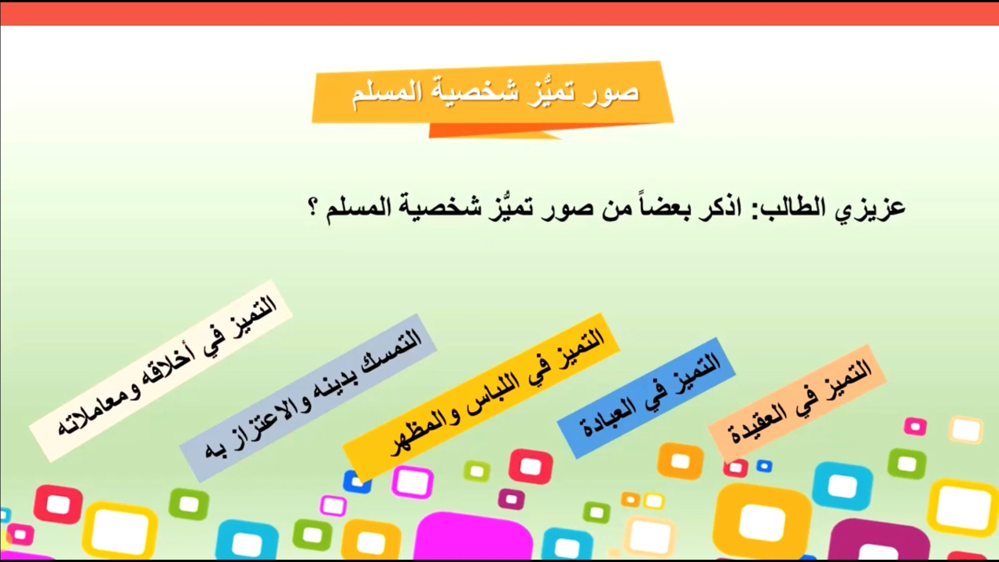 صور تميُّز شخصية المسلم
عزيزي الطالب: اذكر بعضاً من صور تميُّز شخصية المسلم ؟
التميز في العقيدة
التميز في العبادة
التميز في اللباس والمظهر
التمسك بدينه والاعتزاز به
التميز في أخلاقه ومعاملاته